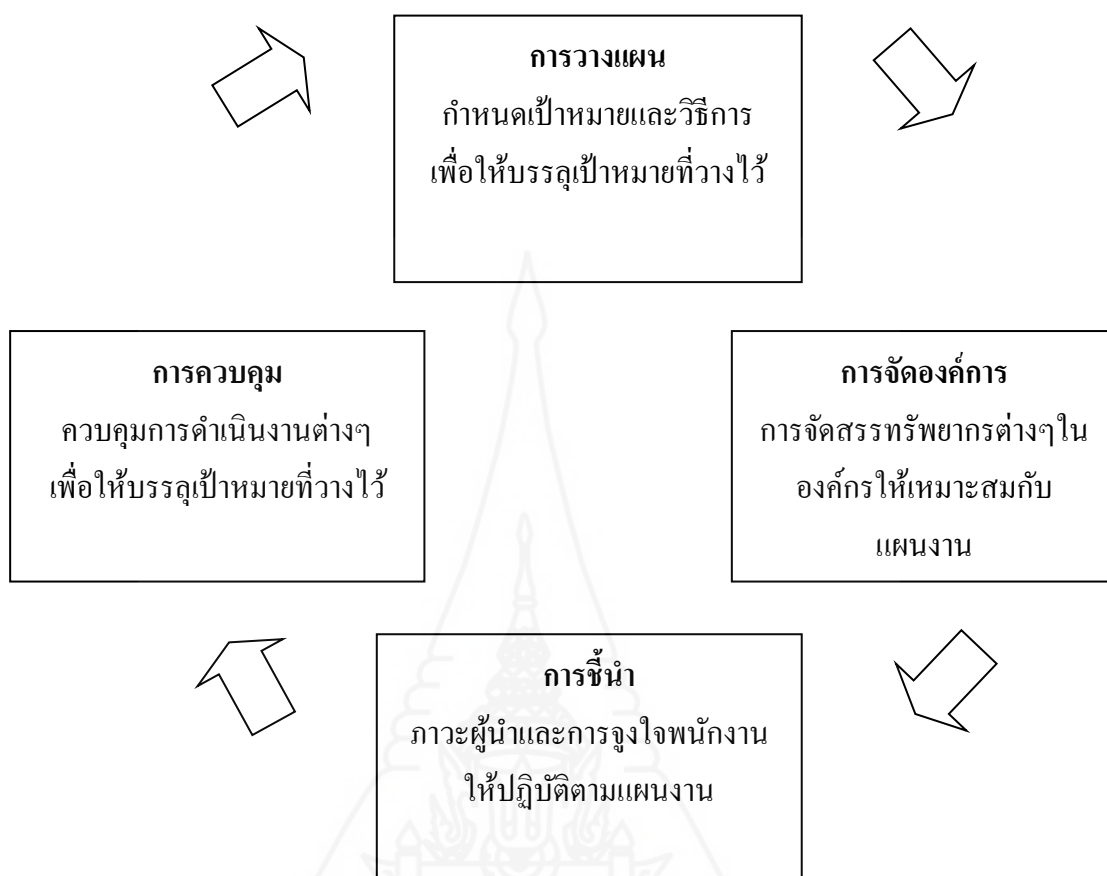 การวางแผน
กำหนดเป้าหมายและวิธีการ
เพื่อให้บรรลุเป้าหมายที่วางไว้
การควบคุม
ควบคุมการดำเนินงานต่างๆ
เพื่อให้บรรลุเป้าหมายที่วางไว้
การจัดองค์การ
การจัดสรรทรัพยากรต่างๆใน
องค์กรให้เหมาะสมกับ
แผนงาน
การชี้นำ
ภาวะผู้นำและการจูงใจพนักงาน
ให้ปฏิบัติตามแผนงาน